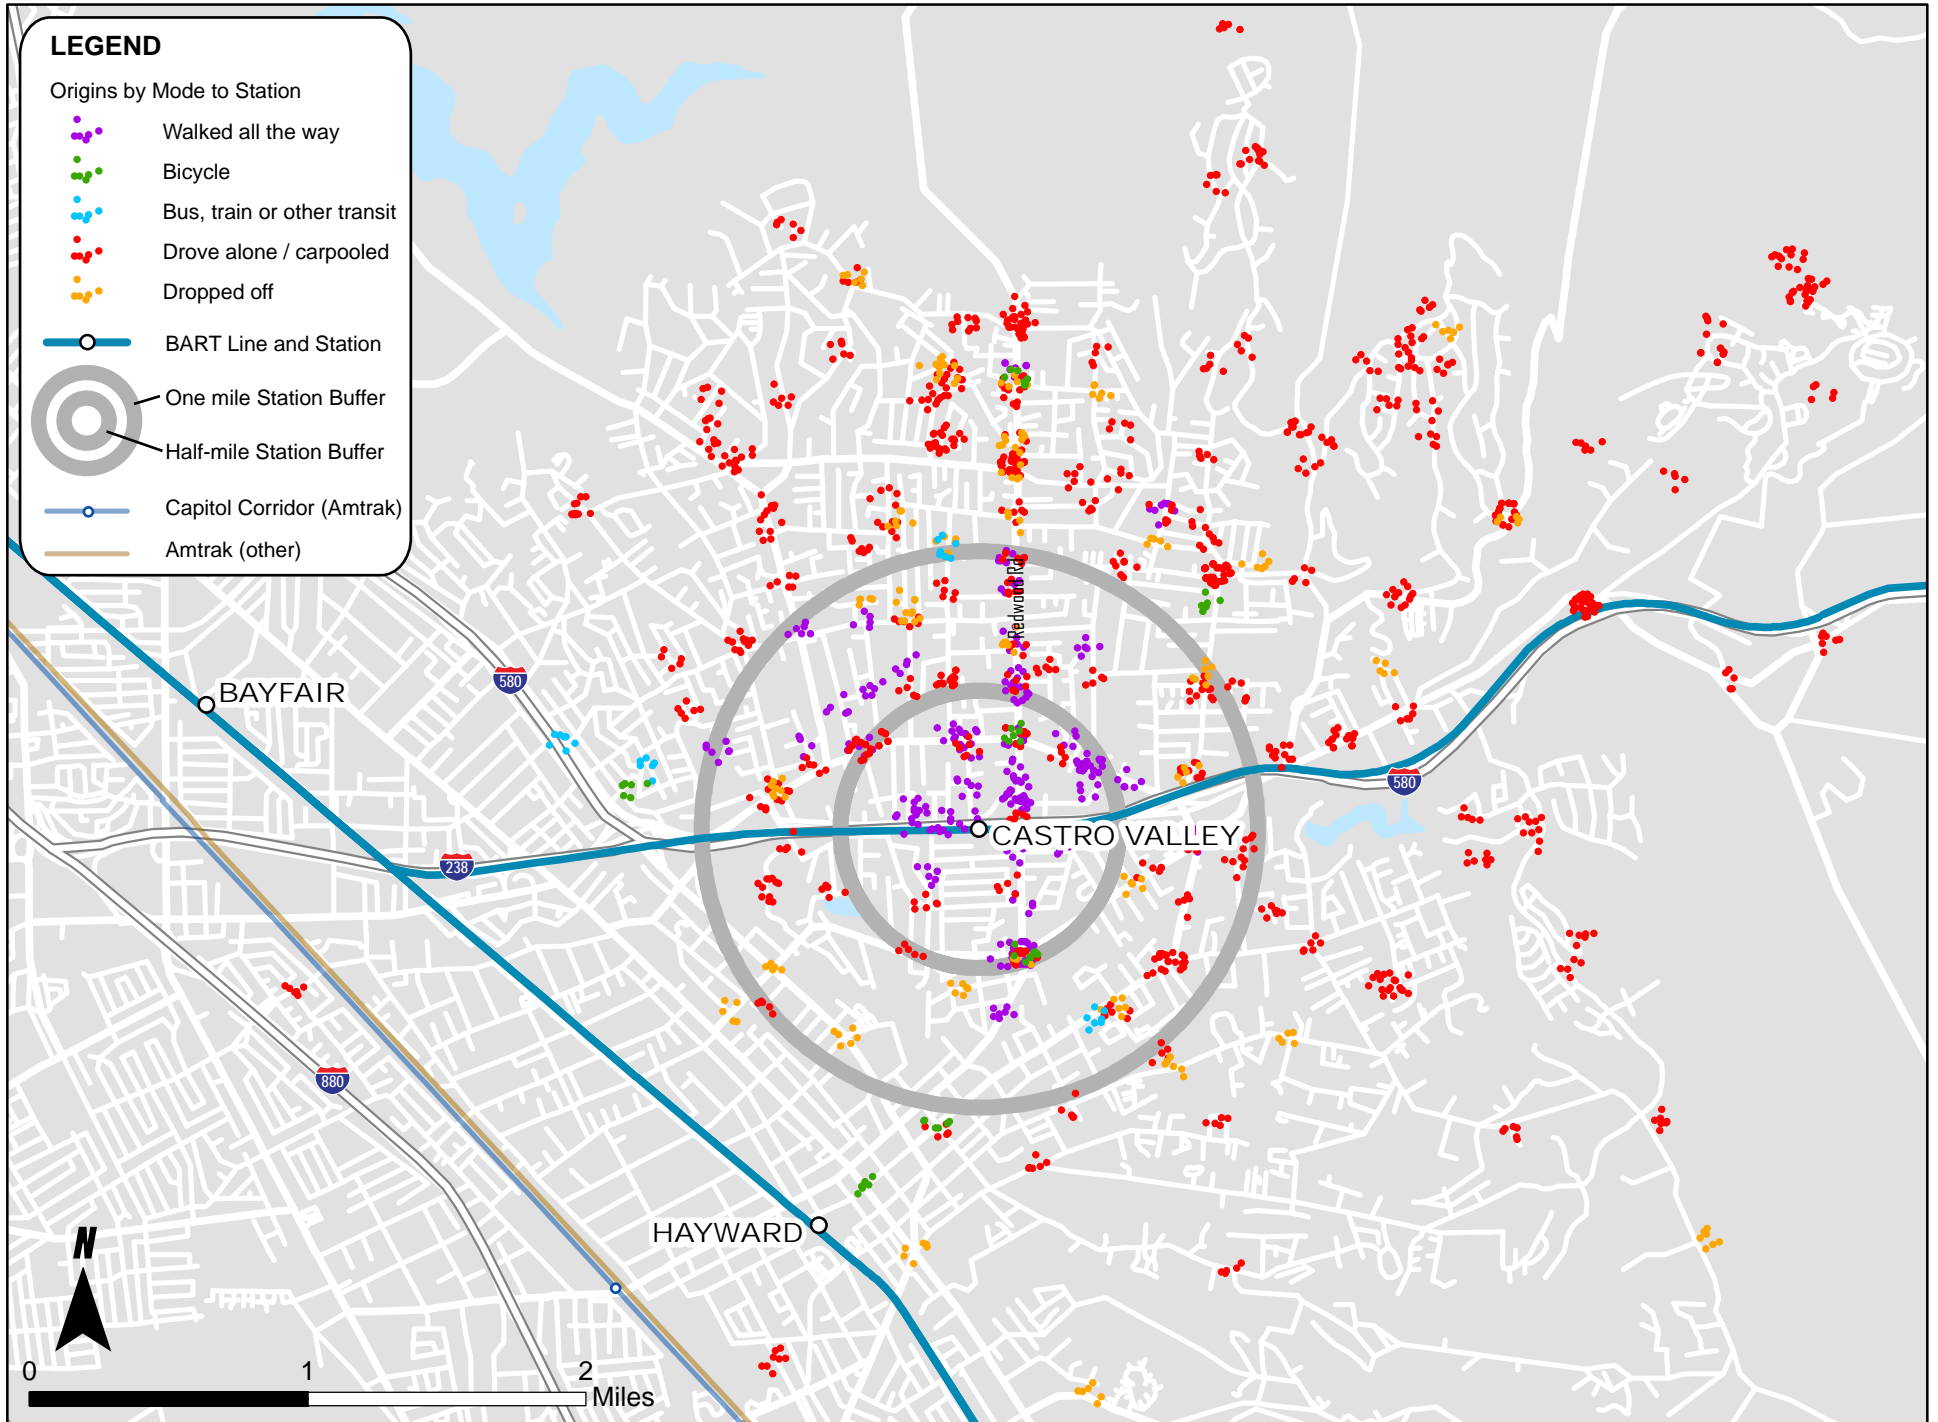 LEGEND
Origins by Mode to Station
Walked all the way
Bicycle
Bus, train or other transit
Drove alone / carpooled
Dropped off
BART Line and Station
One mile Station Buffer
Half-mile Station Buffer
Capitol Corridor (Amtrak)
Amtrak (other)
Redwood Rd
580
BAYFAIR
580
CASTRO VALLEY
238
880
HAYWARD
N
0 1 2
Miles